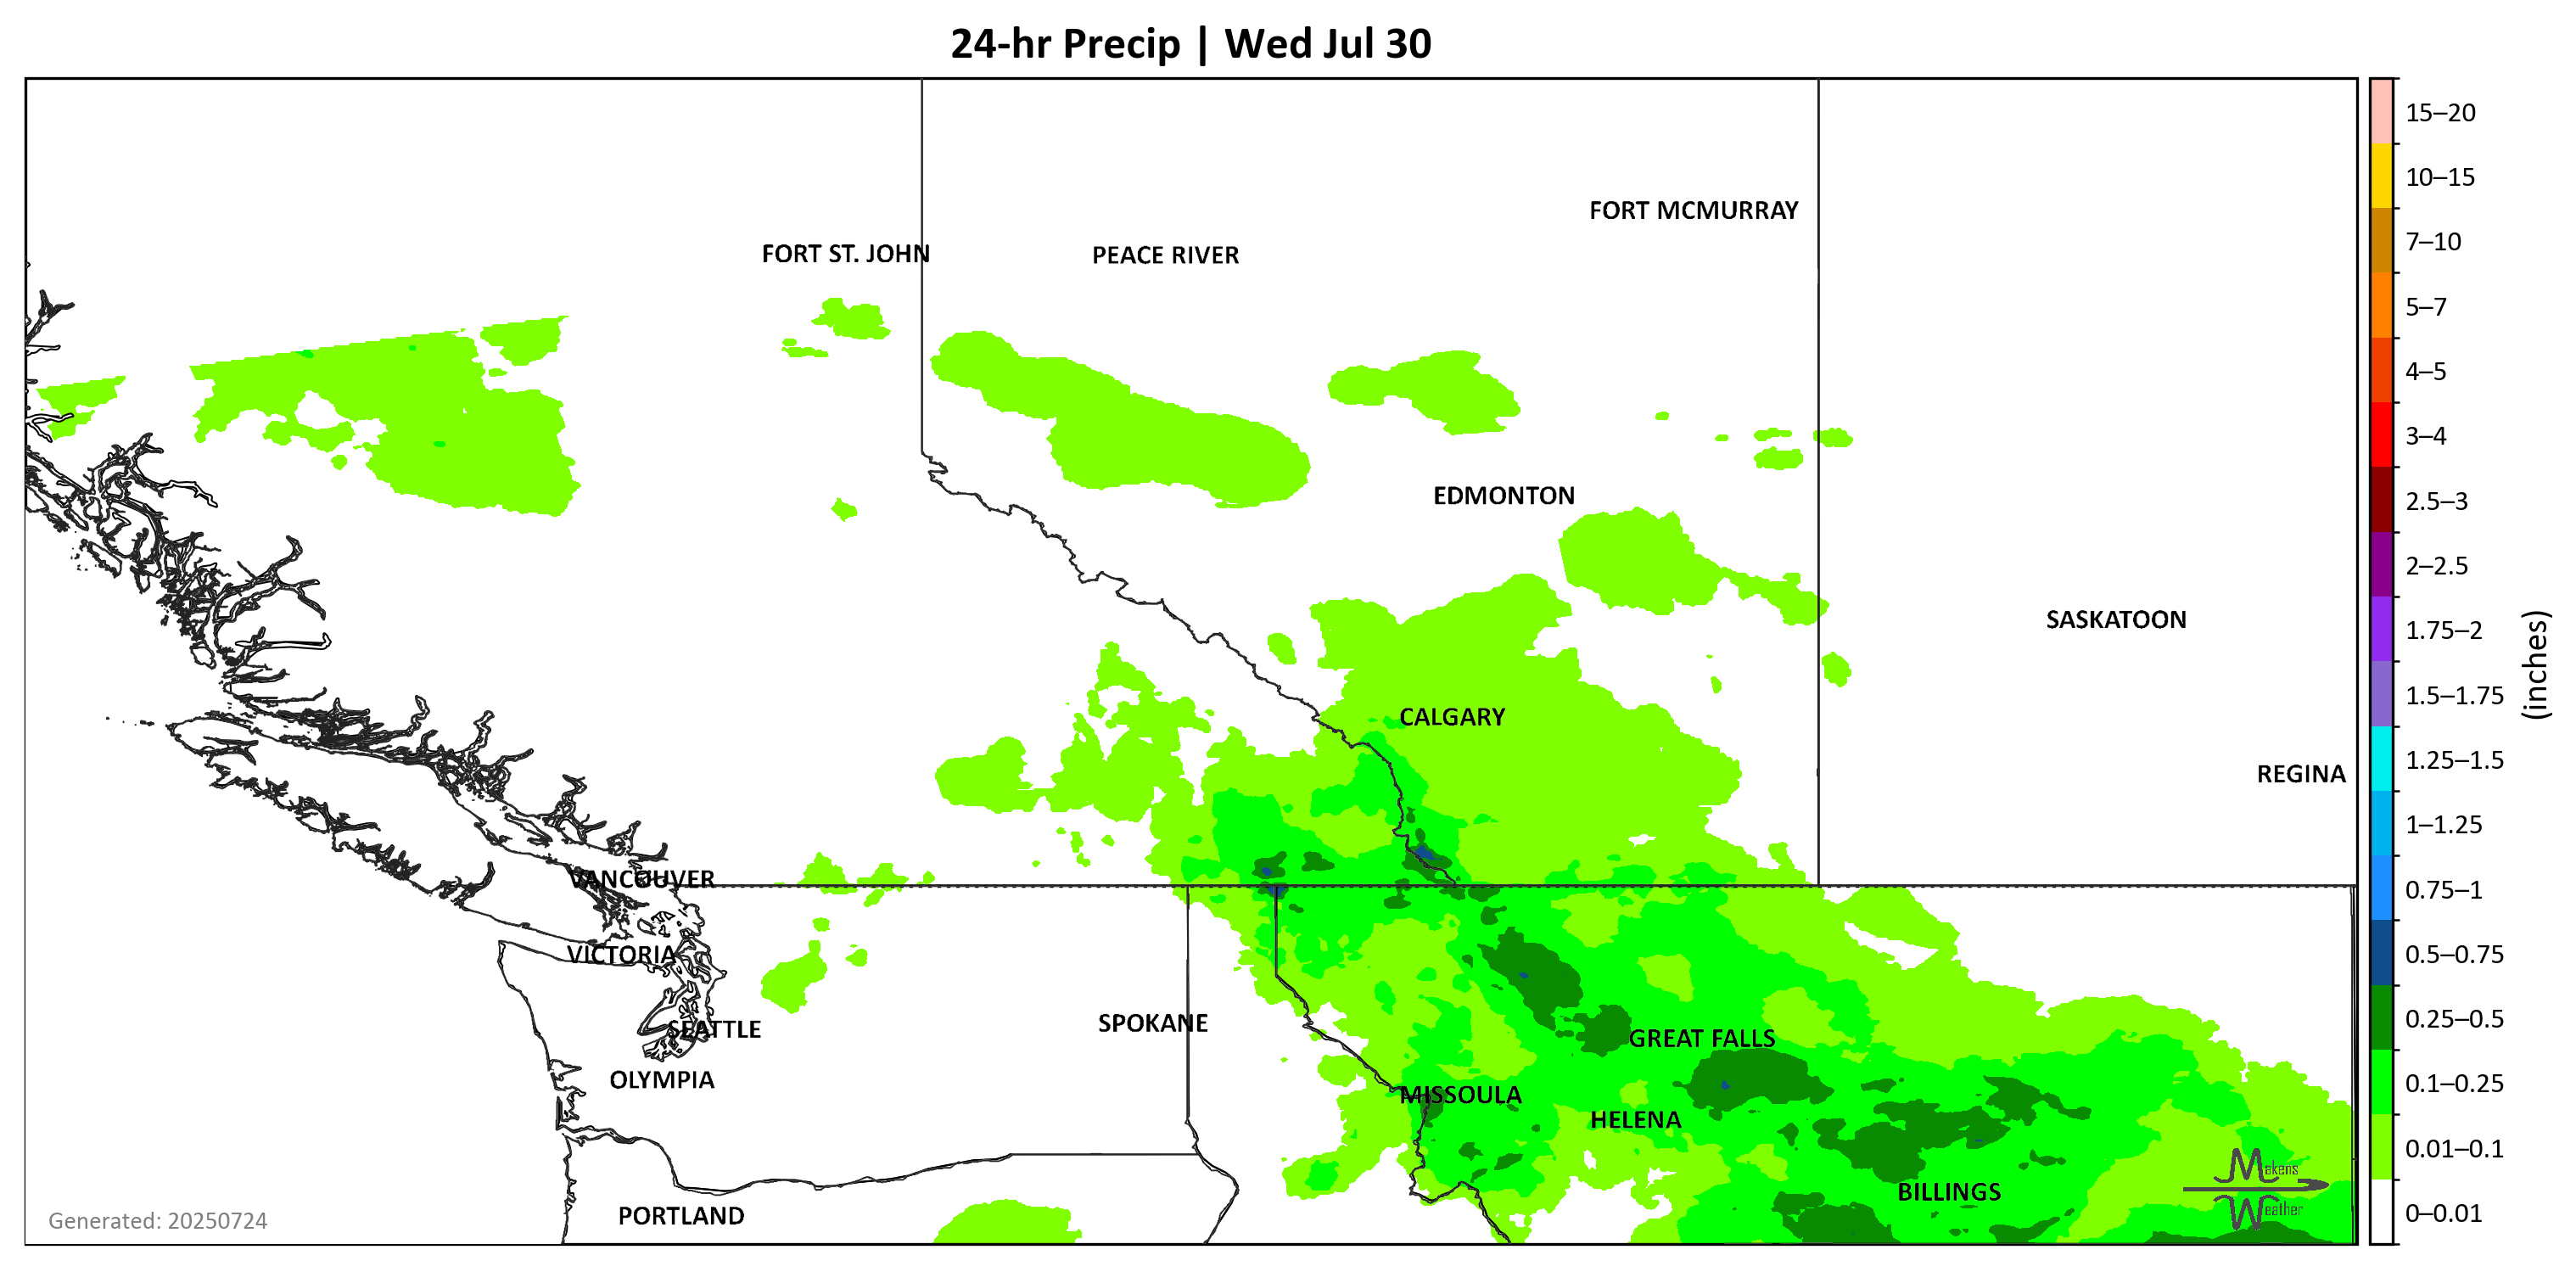 24-hr Precip | Wed Jul 30
FORT MCMURRAY
FORT ST. JOHN
PEACE RIVER
EDMONTON
SASKATOON
CALGARY
REGINA
VANCOUVER
VICTORIA
SPOKANE
SEATTLE
GREAT FALLS
OLYMPIA
MISSOULA
HELENA
BILLINGS
PORTLAND
Makens
Weather
Generated: 20250724
15–20
10–15
7–10
5–7
4–5
3–4
2.5–3
2–2.5
1.75–2
1.5–1.75
1.25–1.5
1–1.25
0.75–1
0.5–0.75
0.25–0.5
0.1–0.25
0.01–0.1
0–0.01
(inches)